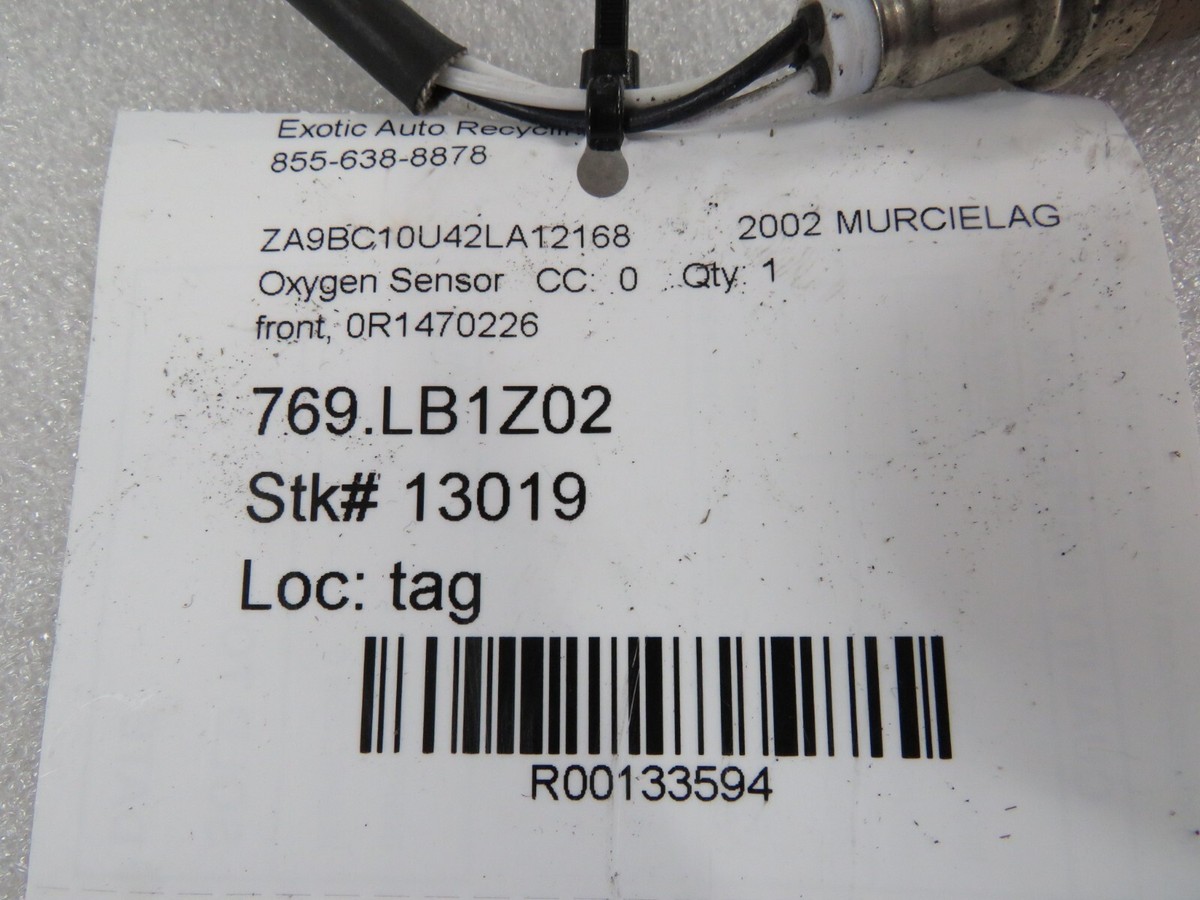 Exotic Auto Recyclin
855-638-8878
ZA9BC10U42LA12168 2002 MURCIELAG
Oxygen Sensor CC: 0 Qty: 1
front, 0R1470226
769.LB1Z02
Stk# 13019
Loc: tag
R00133594